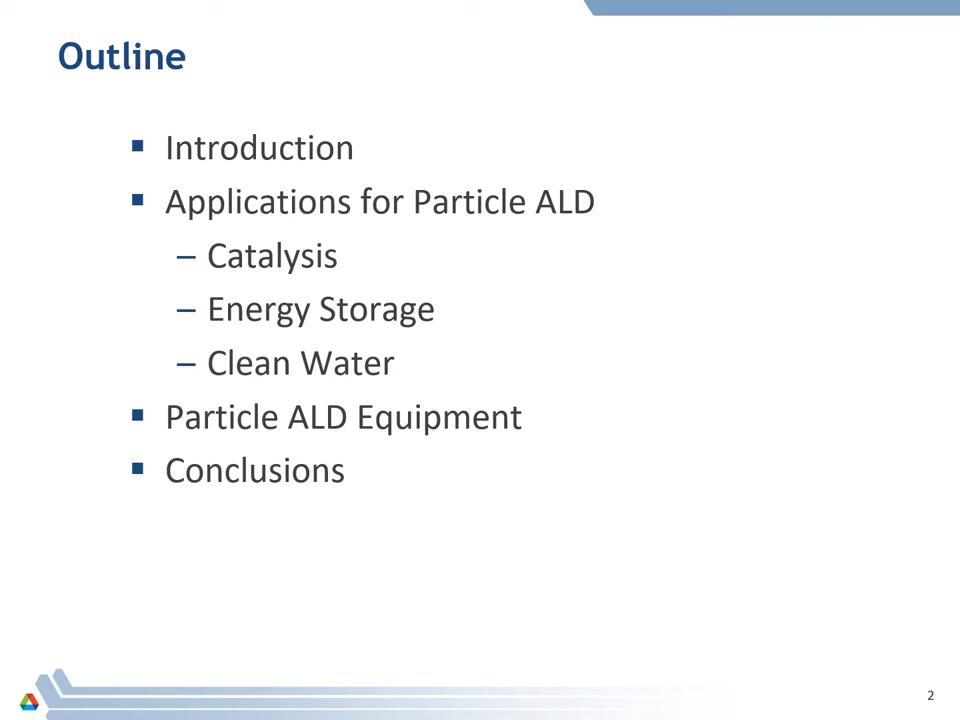 Outline
▪ Introduction
▪ Applications for Particle ALD
– Catalysis
– Energy Storage
– Clean Water
▪ Particle ALD Equipment
▪ Conclusions
2